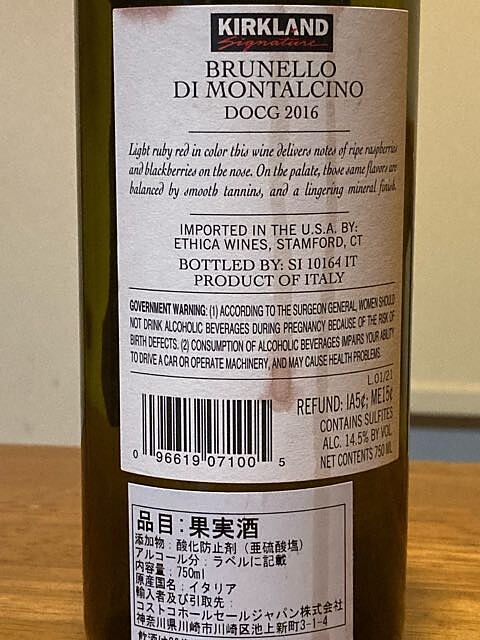 KIRKLAND
Signature
BRUNELLO
DI MONTALCINO
DOCG 2016
Light ruby red in color this wine delivers notes of ripe raspberries
and blackberries on the nose. On the palate, those same flavors are
balanced by smooth tannins, and a lingering mineral finish.
IMPORTED IN THE U.S.A. BY:
ETHICA WINES, STAMFORD, CT
BOTTLED BY: SI 10164 IT
PRODUCT OF ITALY
GOVERNMENT WARNING: (1) ACCORDING TO THE SURGEON GENERAL, WOMEN SHOULD
NOT DRINK ALCOHOLIC BEVERAGES DURING PREGNANCY BECAUSE OF THE RISK OF
BIRTH DEFECTS. (2) CONSUMPTION OF ALCOHOLIC BEVERAGES IMPAIRS YOUR ABILITY
TO DRIVE A CAR OR OPERATE MACHINERY, AND MAY CAUSE HEALTH PROBLEMS.
L.01/21
REFUND: IA5¢; ME15¢
CONTAINS SULFITES
ALC. 14.5% BY VOL.
NET CONTENTS 750 ML
0 96619 07100 5
品目:果実酒
添加物:酸化防止剤(亜硫酸塩)
アルコール分:ラベルに記載
内容量:750ml
原産国名:イタリア
輸入者及び引取先:
コストコホールセールジャパン株式会社
神奈川県川崎市川崎区池上新町3-1-4